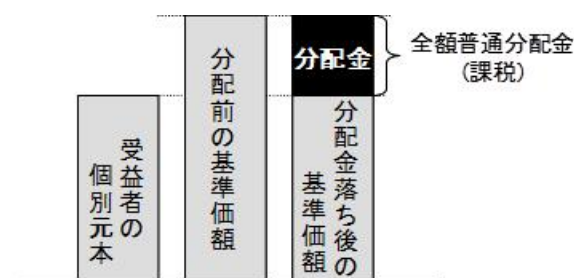 受益者の
個別元本
分配前の基準価額
分配金
分配金落ち後の
基準価額
全額普通分配金
(課税)